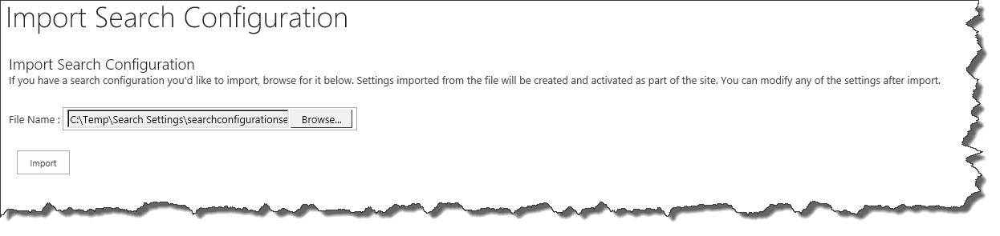 Import Search Configuration
Import Search Configuration
If you have a search configuration you'd like to import, browse for it below. Settings imported from the file will be created and activated as part of the site. You can modify any of the settings after import.
File Name : C:\Temp\Search Settings\searchconfigurationse Browse...
Import